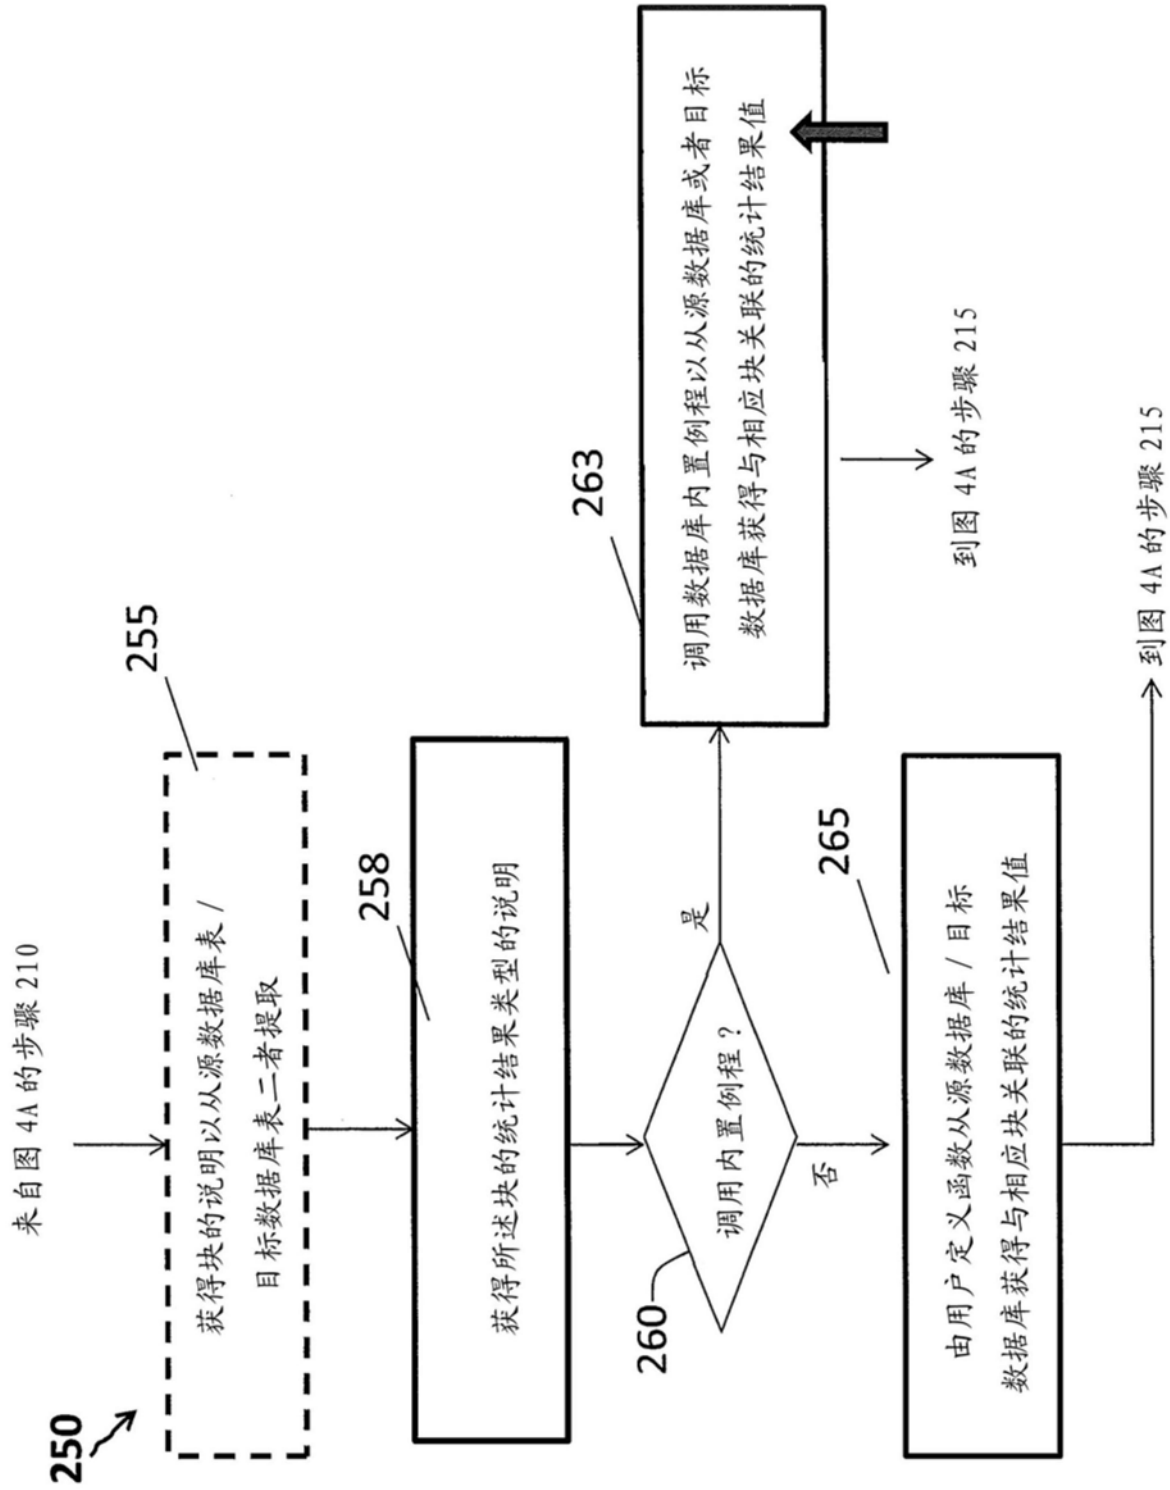 250
来自图 4A 的步骤 210
255
获得块的说明以从源数据库表/
目标数据库表二者提取
258
获得所述块的统计结果类型的说明
260
调用内置例程？
是
否
263
调用数据库内置例程以从源数据库或者目标
数据库获得与相应块关联的统计结果值
到图 4A 的步骤 215
265
由用户定义函数从源数据库/目标
数据库获得与相应块关联的统计结果值
到图 4A 的步骤 215